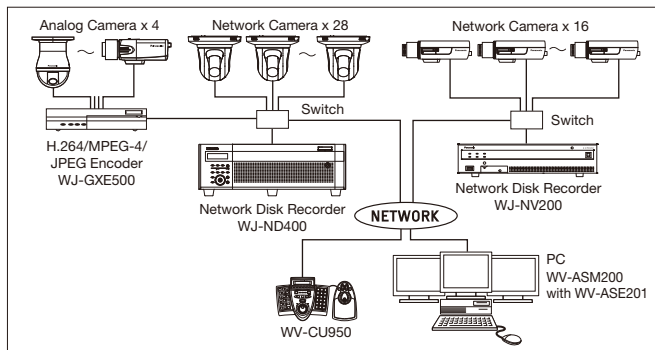 Analog Camera x 4
Network Camera x 28
Network Camera x 16
Switch
Switch
H.264/MPEG-4/
JPEG Encoder
WJ-GXE500
Network Disk Recorder
WJ-ND400
Network Disk Recorder
WJ-NV200
NETWORK
PC
WV-ASM200
with WV-ASE201
WV-CU950